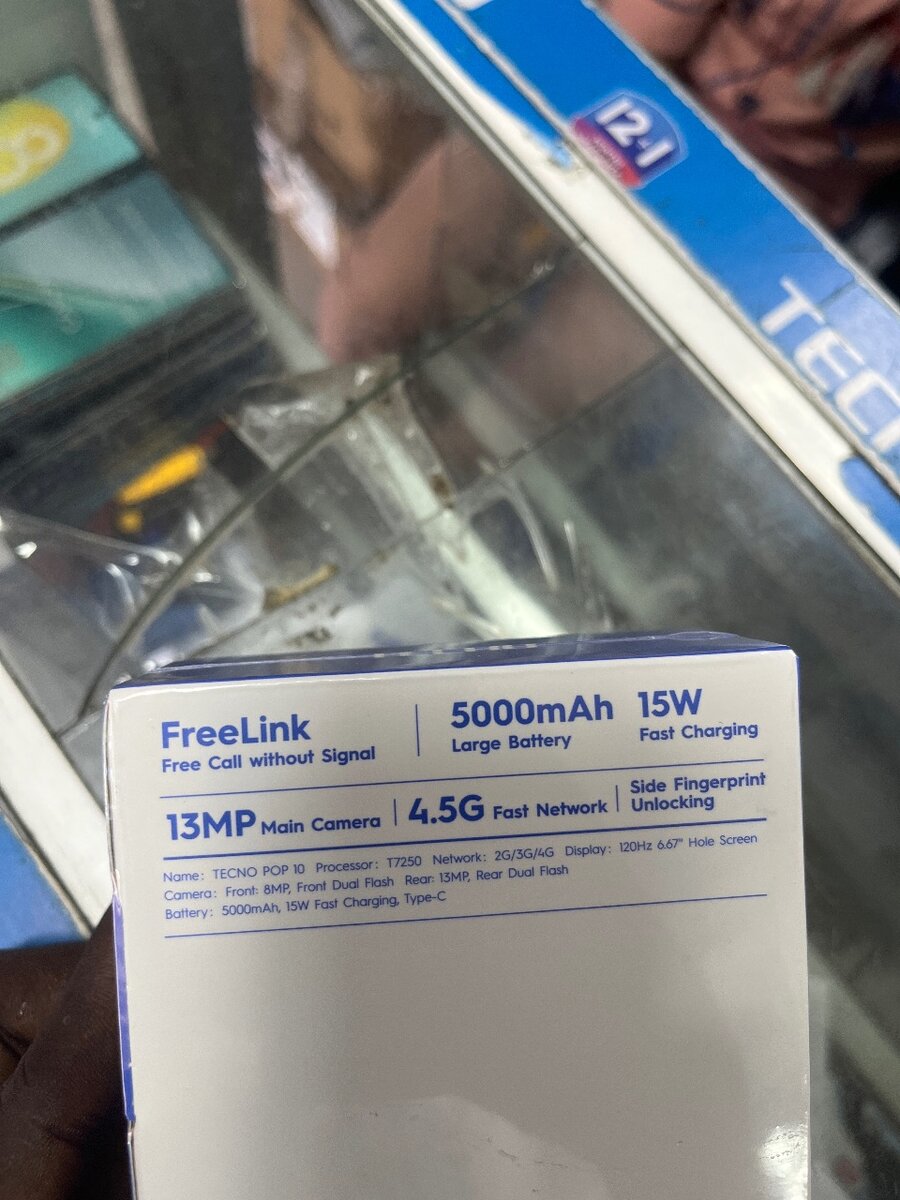 12+1
TECN
8
FreeLink
Free Call without Signal
5000mAh
Large Battery
15W
Fast Charging
13MP Main Camera
4.5G Fast Network
Side Fingerprint
Unlocking
Name: TECNO POP 10 Processor: T7250 Network: 2G/3G/4G Display: 120Hz 6.67" Hole Screen
Camera: Front: 8MP, Front Dual Flash Rear: 13MP, Rear Dual Flash
Battery: 5000mAh, 15W Fast Charging, Type-C